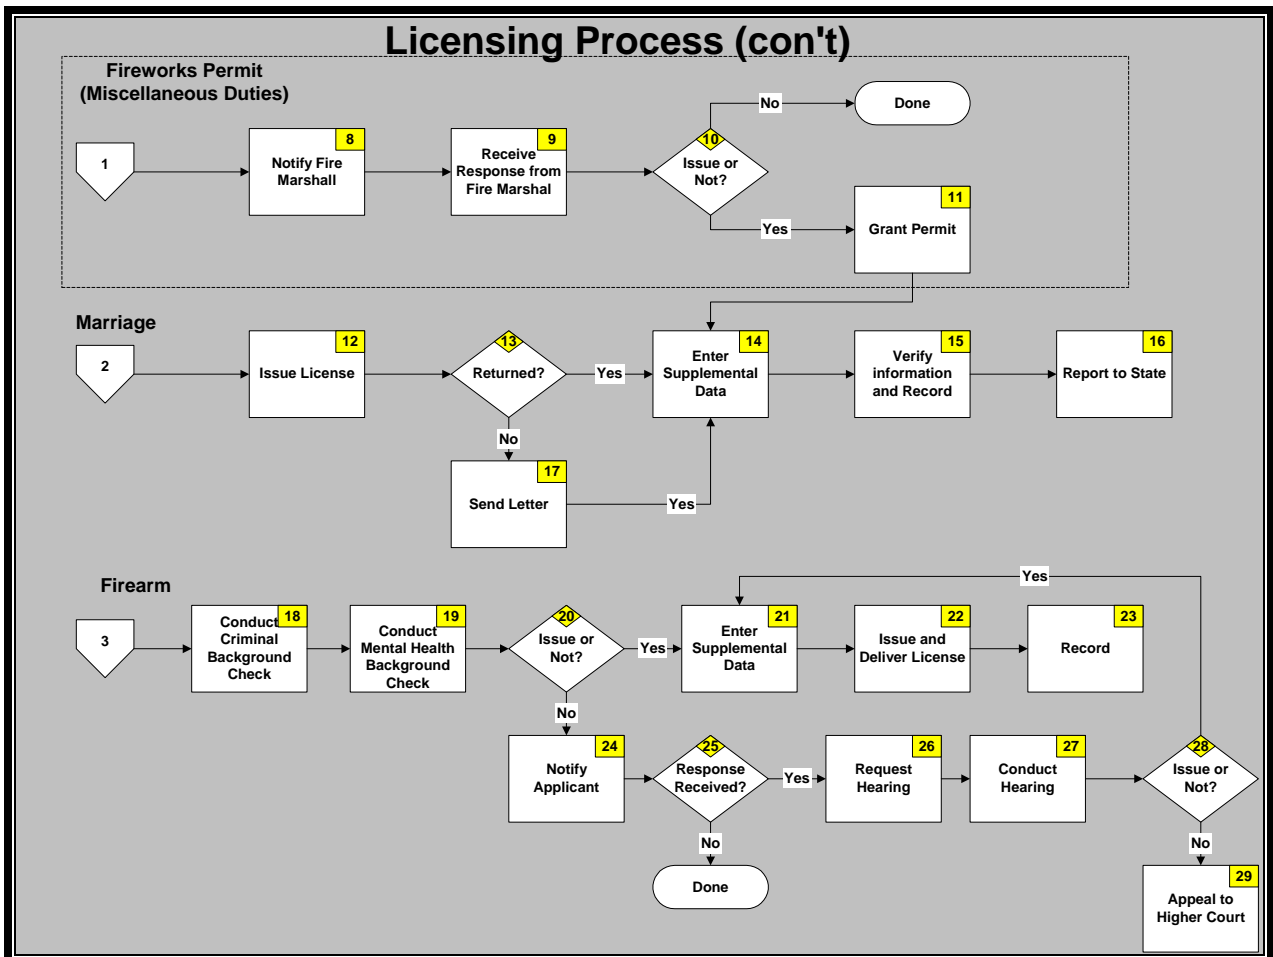 Licensing Process (con't)
Fireworks Permit
(Miscellaneous Duties)
1
8
Notify Fire
Marshall
9
Receive
Response from
Fire Marshal
10
Issue or
Not?
No
Done
Yes
11
Grant Permit
Marriage
2
12
Issue License
13
Returned?
Yes
14
Enter
Supplemental
Data
15
Verify
information
and Record
16
Report to State
No
17
Send Letter
Yes
Firearm
3
18
Conduct
Criminal
Background
Check
19
Conduct
Mental Health
Background
Check
20
Issue or
Not?
Yes
21
Enter
Supplemental
Data
22
Issue and
Deliver License
23
Record
Yes
No
24
Notify
Applicant
25
Response
Received?
Yes
26
Request
Hearing
27
Conduct
Hearing
28
Issue or
Not?
No
Done
No
29
Appeal to
Higher Court